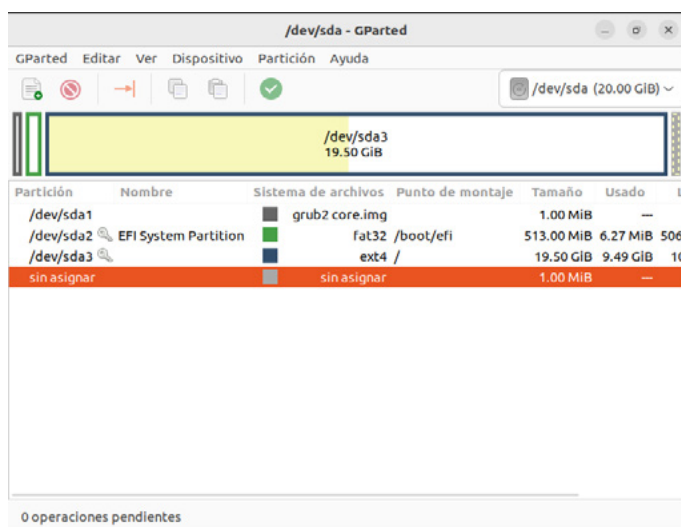 /dev/sda - GParted
GParted Editar Ver Dispositivo Partición Ayuda
/dev/sda (20.00 GiB)
/dev/sda3
19.50 GiB
Partición Nombre Sistema de archivos Punto de montaje Tamaño Usado
/dev/sda1 grub2 core.img 1.00 MiB ---
/dev/sda2 EFI System Partition fat32 /boot/efi 513.00 MiB 6.27 MiB 506
/dev/sda3 ext4 / 19.50 GiB 9.49 GiB 10
sin asignar sin asignar 1.00 MiB ---
0 operaciones pendientes